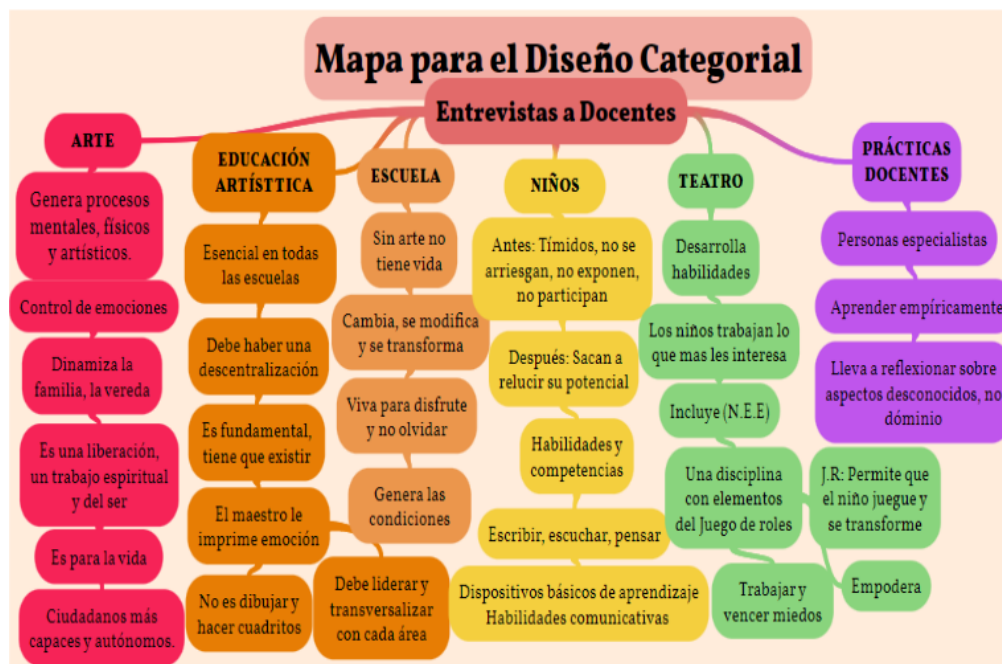 Mapa para el Diseño Categorial
Entrevistas a Docentes
ARTE
Genera procesos
mentales, físicos
y artísticos.
Control de emociones
Dinamiza la
familia, la vereda
Es una liberación,
un trabajo espiritual
y del ser
Es para la vida
Ciudadanos más
capaces y autónomos.
EDUCACIÓN
ARTÍSTTICA
Esencial en todas
las escuelas
Debe haber una
descentralización
Es fundamental,
tiene que existir
El maestro le
imprime emoción
No es dibujar y
hacer cuadritos
Debe liderar y
transversalizar
con cada área
ESCUELA
Sin arte no
tiene vida
Cambia, se modifica
y se transforma
Viva para disfrute
y no olvidar
Genera las
condiciones
NIÑOS
Antes: Tímidos, no se
arriesgan, no exponen,
no participan
Después: Sacan a
relucir su potencial
Habilidades y
competencias
Escribir, escuchar, pensar
Dispositivos básicos de aprendizaje
Habilidades comunicativas
TEATRO
Desarrolla
habilidades
Los niños trabajan lo
que mas les interesa
Incluye (N.E.E)
Una disciplina
con elementos
del Juego de roles
Trabajar y
vencer miedos
J.R: Permite que
el niño juegue y
se transforme
Empodera
PRÁCTICAS
DOCENTES
Personas especialistas
Aprender empíricamente
Lleva a reflexionar sobre
aspectos desconocidos, no
dóminio